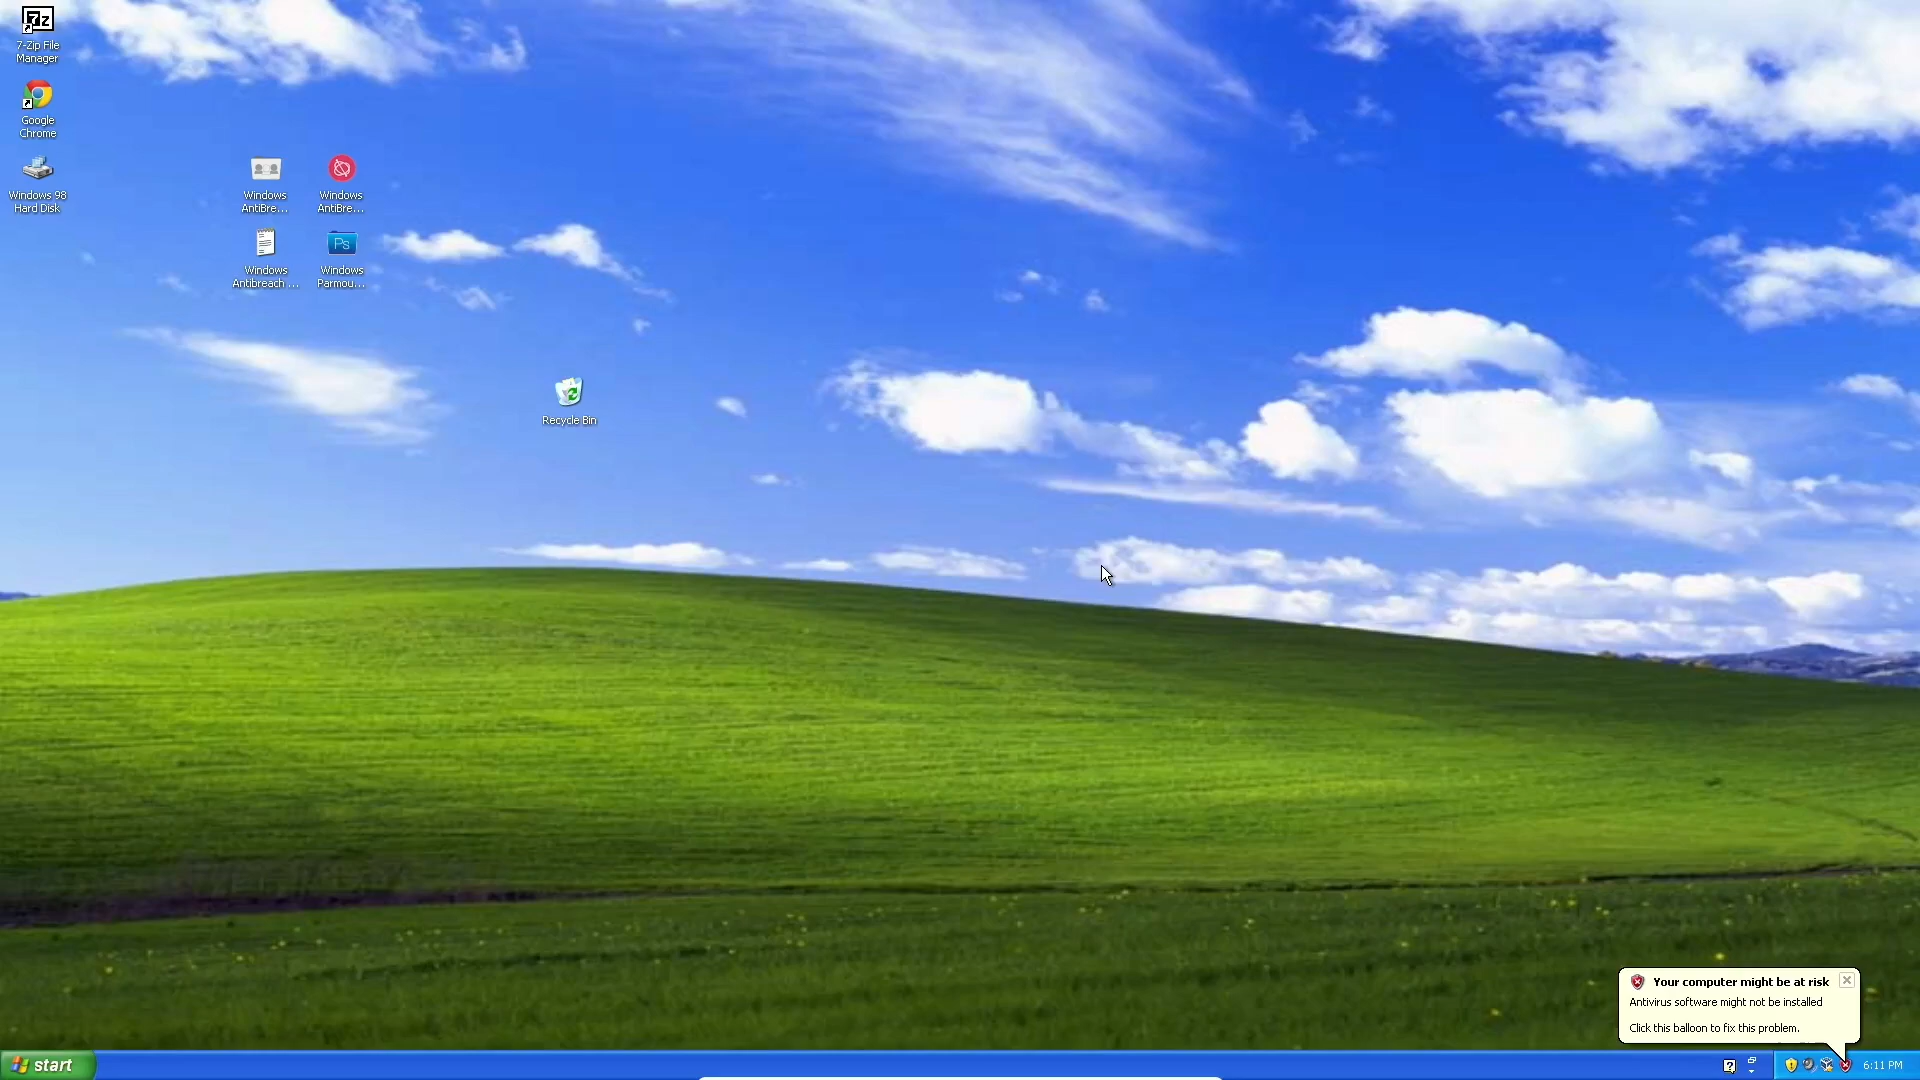 7-Zip File
Manager
Google
Chrome
Windows 98
Hard Disk
Windows
AntiBre...
Windows
AntiBre...
Windows
Antibreach ...
Ps
Windows
Parmou...
Recycle Bin
Your computer might be at risk
Antivirus software might not be installed
Click this balloon to fix this problem.
start
6:11 PM